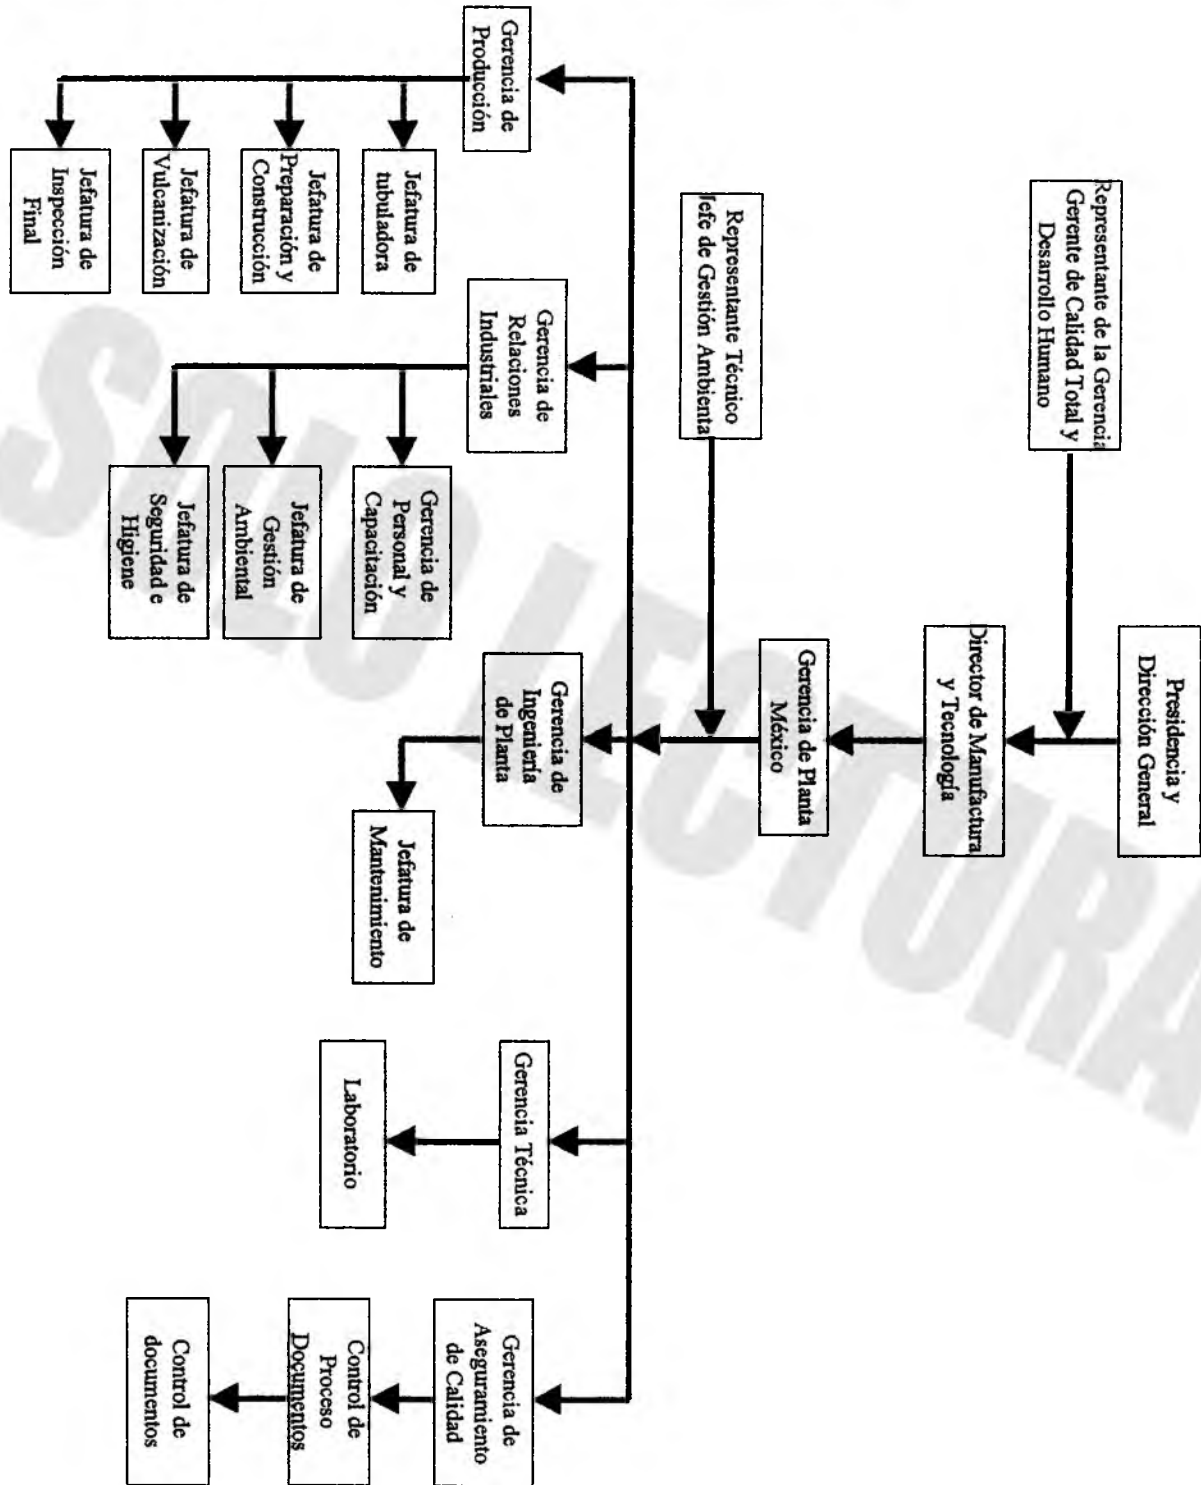 Presidencia y
Dirección General
Representante de la Gerencia
Gerente de Calidad Total y
Desarrollo Humano
Director de Manufactura
y Tecnología
Gerencia de Planta
México
Representante Técnico
Jefe de Gestión Ambiental
Gerencia de
Producción
Gerencia de
Relaciones
Industriales
Gerencia de
Ingeniería
de Planta
Gerencia Técnica
Gerencia de
Aseguramiento
de Calidad
Jefatura de
tubuladora
Jefatura de
Preparación y
Construcción
Jefatura de
Vulcanización
Jefatura de
Inspección
Final
Gerencia de
Personal y
Capacitación
Jefatura de
Gestión
Ambiental
Jefatura de
Seguridad e
Higiene
Jefatura de
Mantenimiento
Laboratorio
Control de
Proceso
Documentos
Control de
documentos
SOLO LECTURA